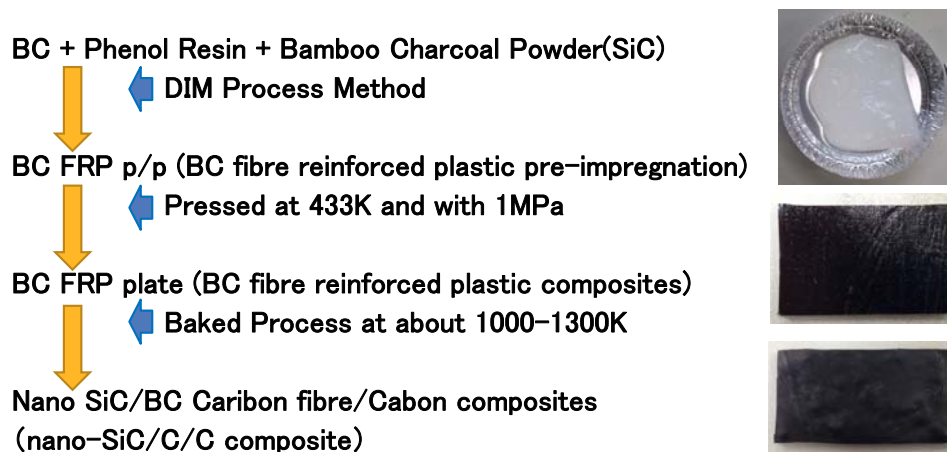 BC + Phenol Resin + Bamboo Charcoal Powder(SiC)
DIM Process Method
BC FRP p/p (BC fibre reinforced plastic pre-impregnation)
Pressed at 433K and with 1MPa
BC FRP plate (BC fibre reinforced plastic composites)
Baked Process at about 1000-1300K
Nano SiC/BC Caribon fibre/Cabon composites
(nano-SiC/C/C composite)